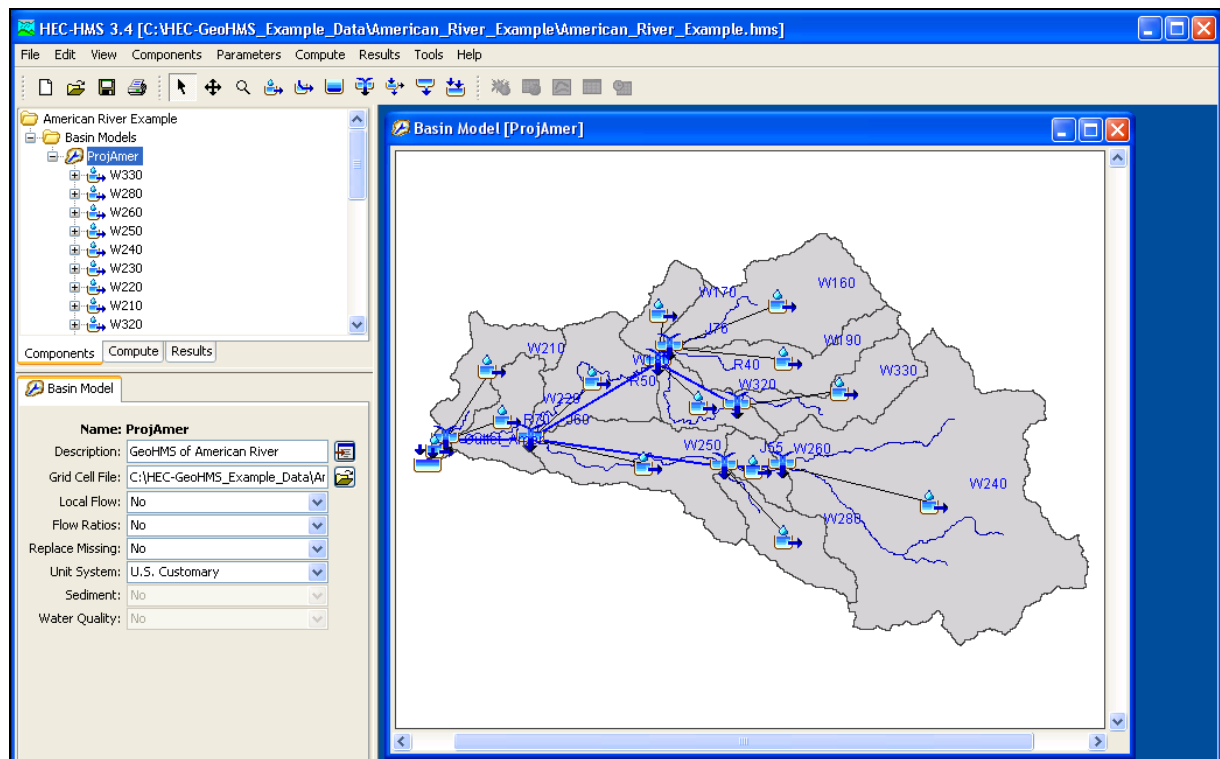 HEC-HMS 3.4 [C:\HEC-GeoHMS_Example_Data\American_River_Example\American_River_Example.hms]
File Edit View Components Parameters Compute Results Tools Help
American River Example
Basin Models
ProjAmer
W330
W280
W260
W250
W240
W230
W220
W210
W320
Components Compute Results
Basin Model
Name: ProjAmer
Description: GeoHMS of American River
Grid Cell File: C:\HEC-GeoHMS_Example_Data\Ar
Local Flow: No
Flow Ratios: No
Replace Missing: No
Unit System: U.S. Customary
Sediment: No
Water Quality: No
Basin Model [ProjAmer]
W160
W170
J76
W210
W190
R40
W330
R50
W320
W220
R70
J60
W250
J55
W260
W240
W280